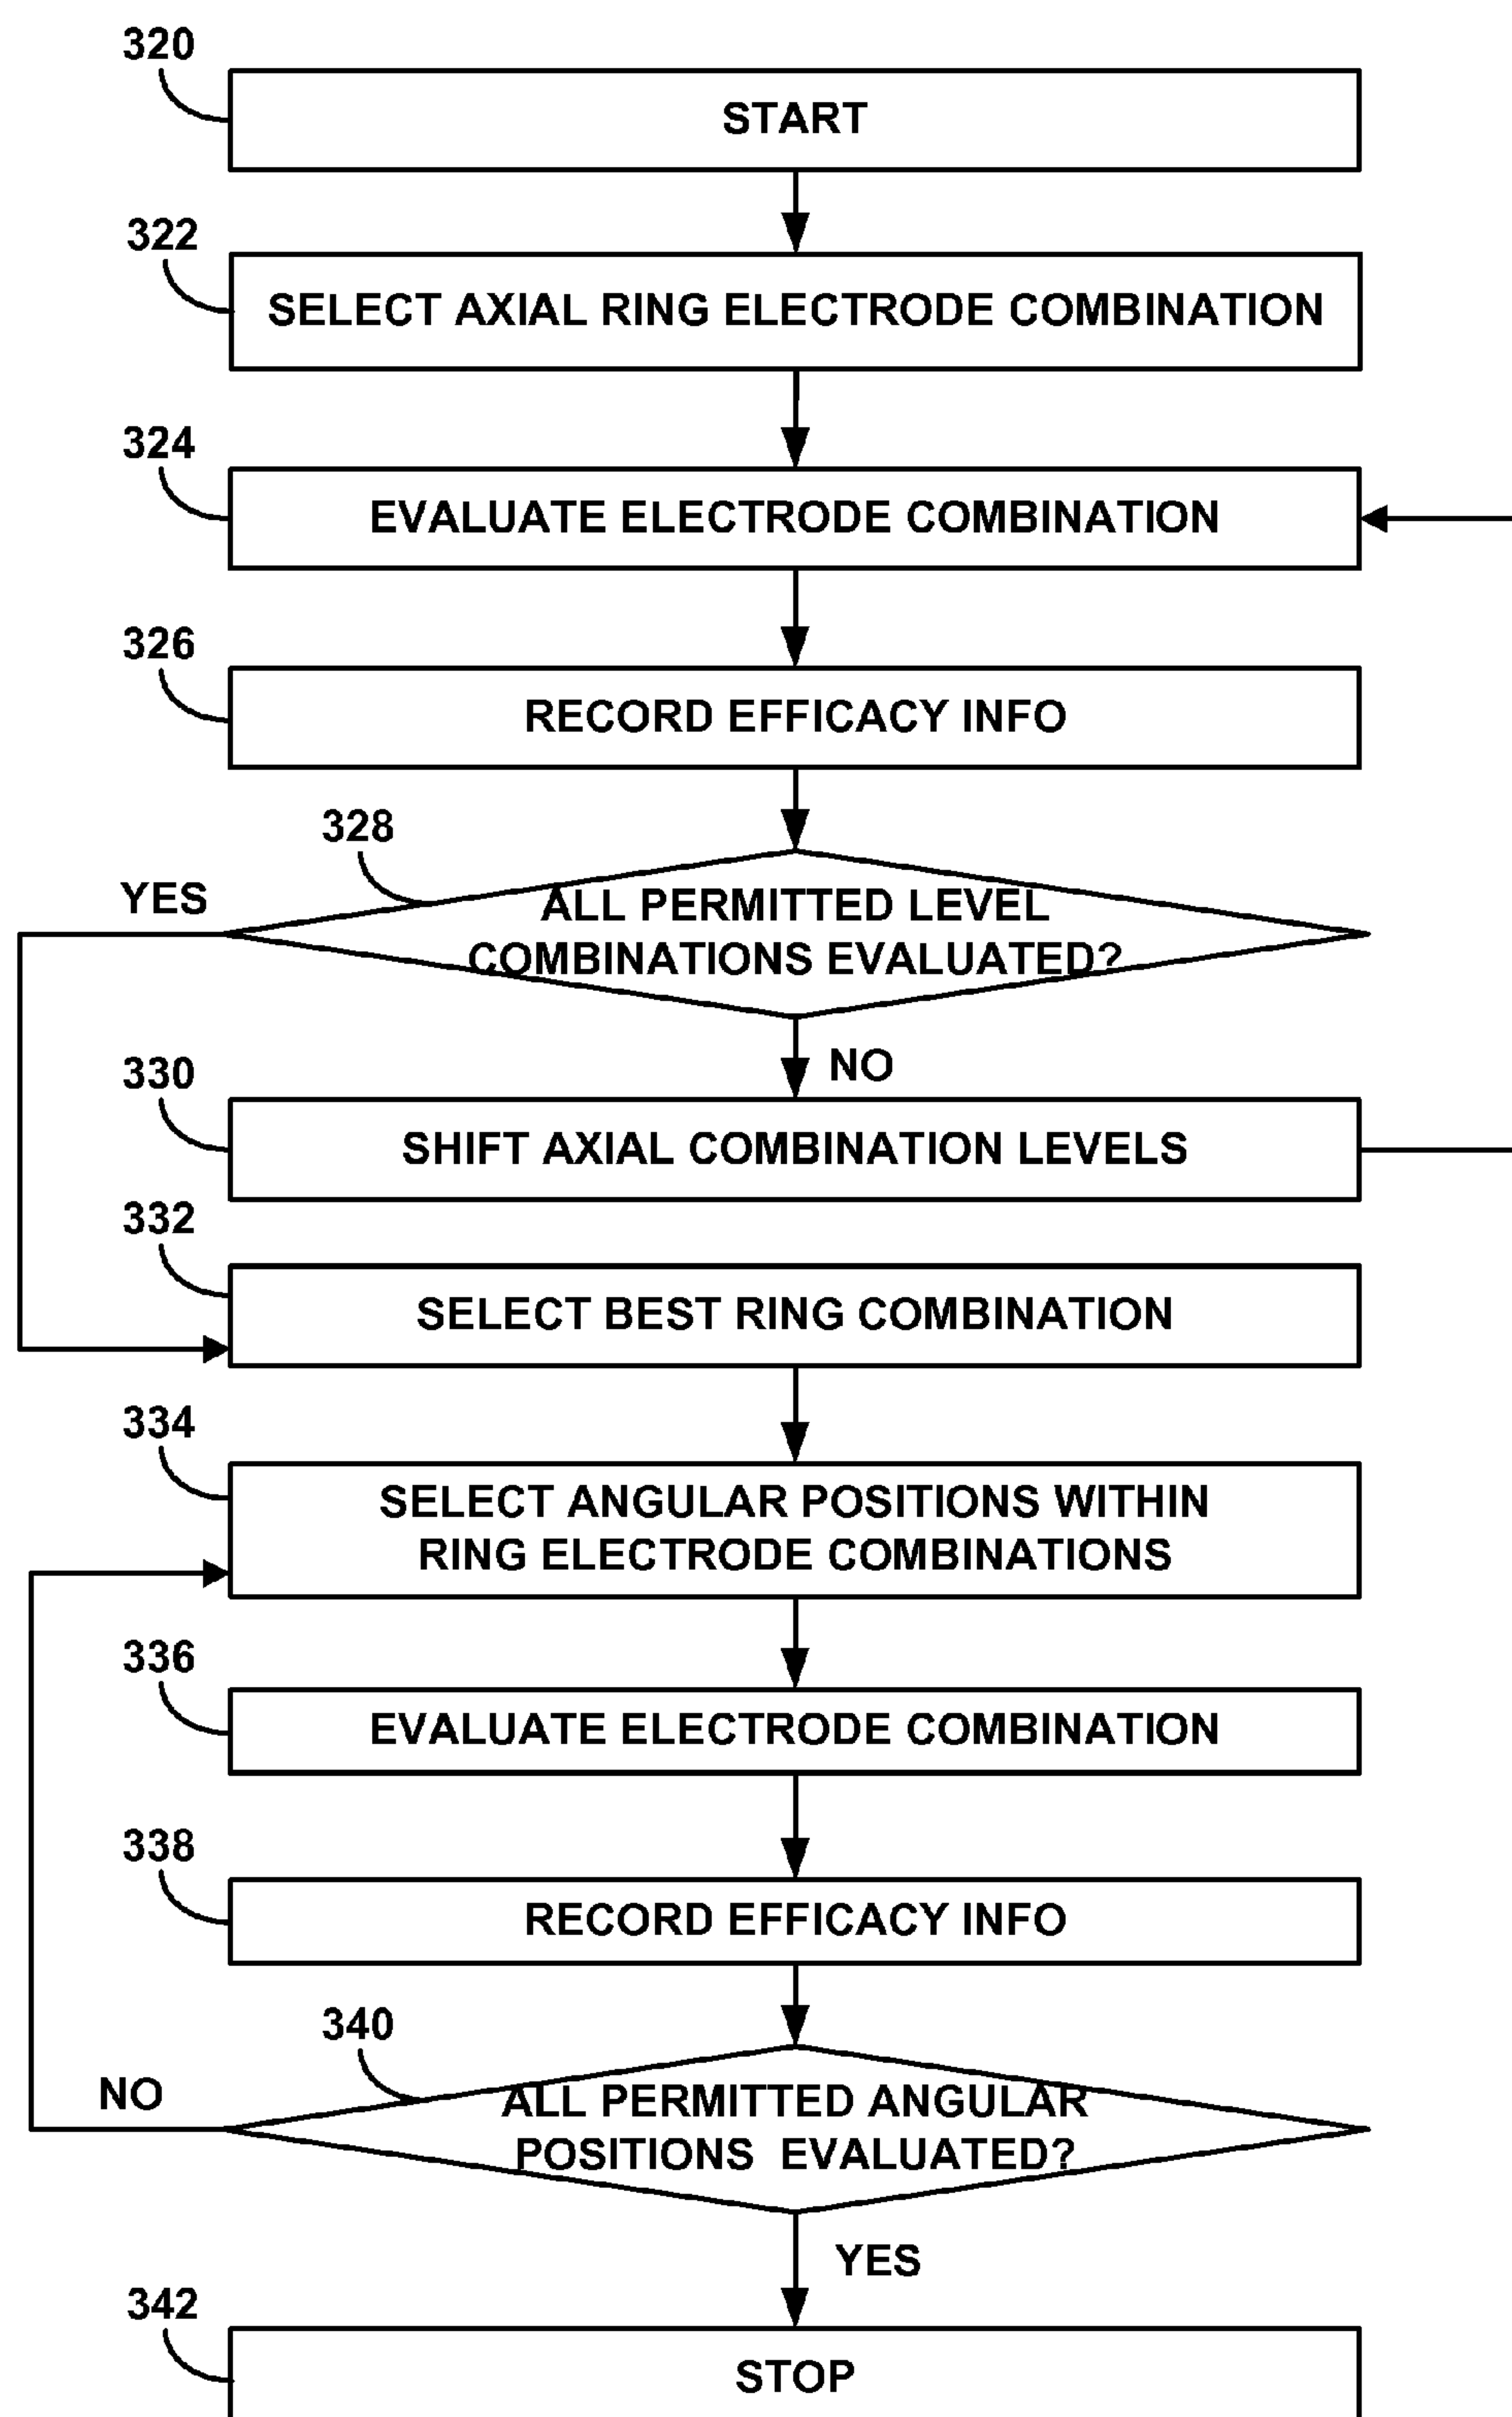 320
START
322
SELECT AXIAL RING ELECTRODE COMBINATION
324
EVALUATE ELECTRODE COMBINATION
326
RECORD EFFICACY INFO
328
YES
ALL PERMITTED LEVEL
COMBINATIONS EVALUATED?
NO
330
SHIFT AXIAL COMBINATION LEVELS
332
SELECT BEST RING COMBINATION
334
SELECT ANGULAR POSITIONS WITHIN
RING ELECTRODE COMBINATIONS
336
EVALUATE ELECTRODE COMBINATION
338
RECORD EFFICACY INFO
340
NO
ALL PERMITTED ANGULAR
POSITIONS EVALUATED?
YES
342
STOP